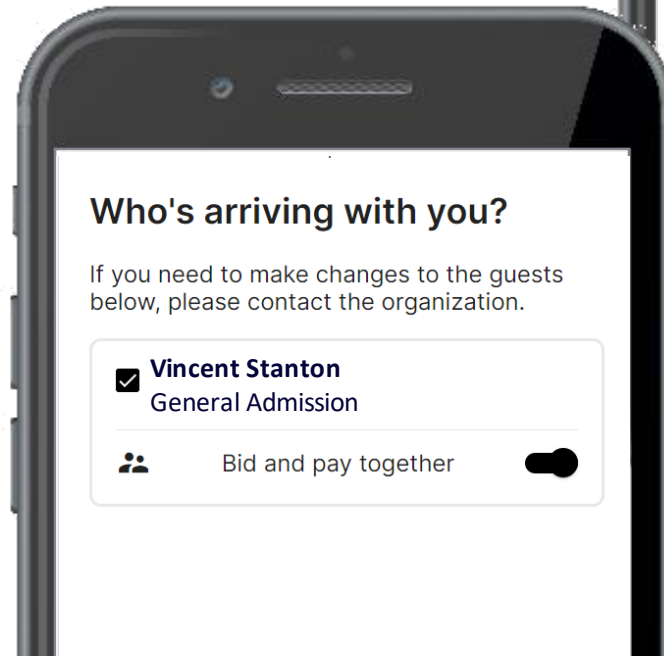 Who's arriving with you?
If you need to make changes to the guests
below, please contact the organization.
Vincent Stanton
General Admission
Bid and pay together